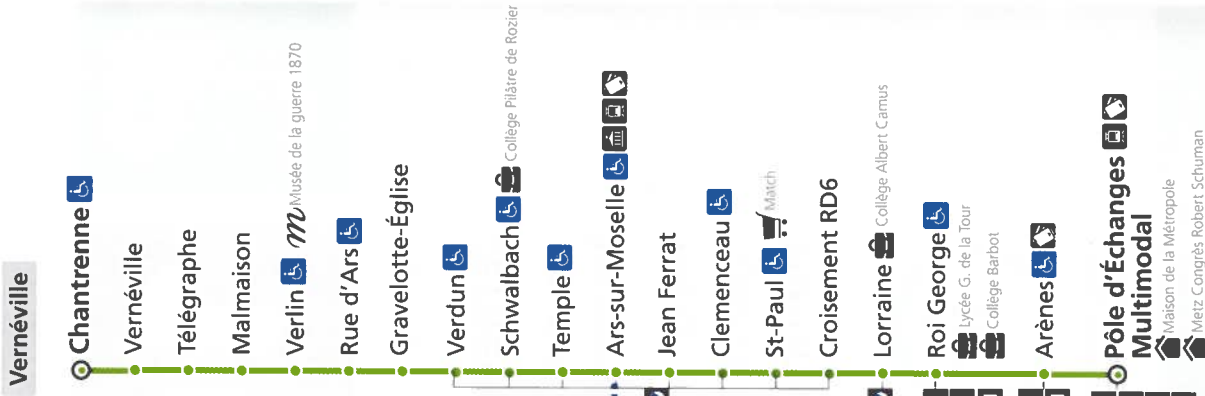 Vernéville
Chantrenne
Vernéville
Télégraphe
Malmaison
Verlin
Musée de la guerre 1870
Rue d'Ars
Gravelotte-Église
Verdun
Schwalbach
Collège Pilâtre de Rozier
Temple
Ars-sur-Moselle
Jean Ferrat
Clemenceau
St-Paul
Match
Croisement RD6
Lorraine
Collège Albert Camus
Roi George
Lycée G. de la Tour
Collège Barbot
Arènes
Pôle d'Échanges
Multimodal
Maison de la Métropole
Metz Congrès Robert Schuman